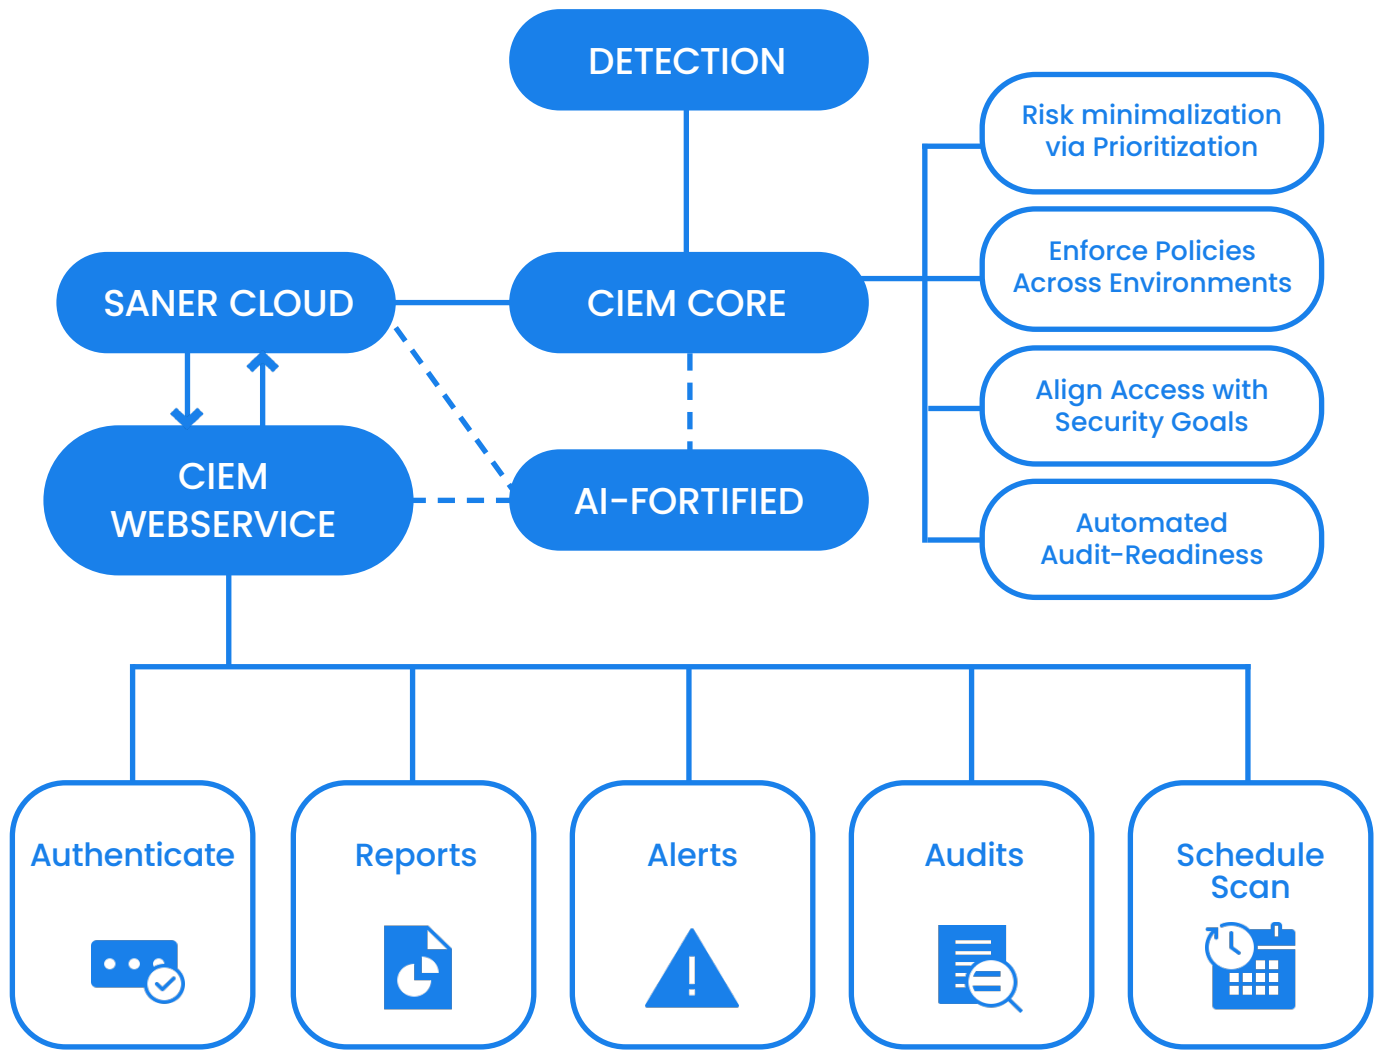 DETECTION
Risk minimalization
via Prioritization
Enforce Policies
Across Environments
SANER CLOUD
CIEM CORE
Align Access with
Security Goals
CIEM
WEBSERVICE
AI-FORTIFIED
Automated
Audit-Readiness
Authenticate
Reports
Alerts
Audits
Schedule
Scan